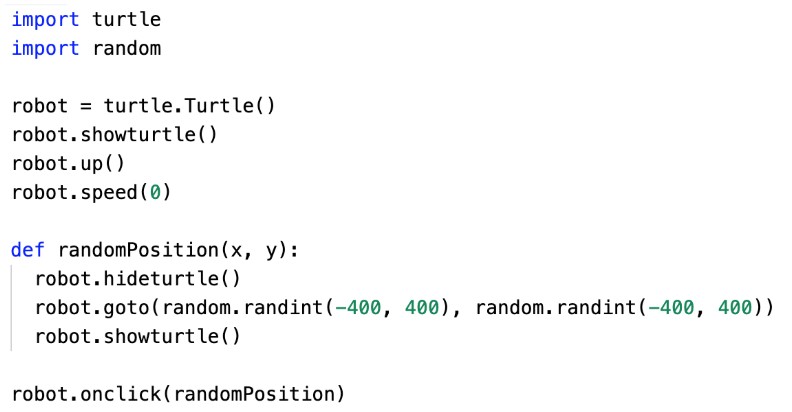 import turtle
import random

robot = turtle.Turtle()
robot.showturtle()
robot.up()
robot.speed(0)

def randomPosition(x, y):
  robot.hideturtle()
  robot.goto(random.randint(-400, 400), random.randint(-400, 400))
  robot.showturtle()

robot.onclick(randomPosition)